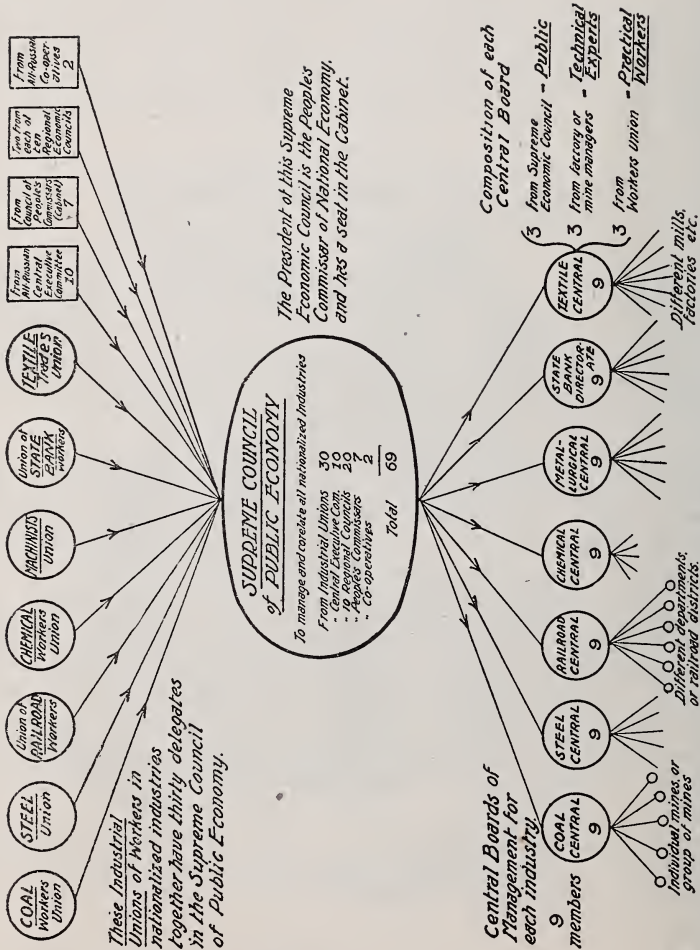 COAL
Workers
Union
STEEL
Union
Union of
RAILROAD
Workers
CHEMICAL
Workers
Union
MACHINISTS
Union
Union of
STATE
BANK
workers
TEXTILE
Trade's
Union
From
All-Russian
Central
Executive
Committee
10
From
Council of
People's
Commissars
(Cabinet)
7
Two from
each of
ten
Regional
Economic
Councils
From
All-Russian
Co-oper-
atives
2
These Industrial
Unions of Workers in
nationalized industries
together have thirty delegates
in the Supreme Council
of Public Economy.
SUPREME COUNCIL
of PUBLIC ECONOMY
To manage and corelate all nationalized Industries
From Industrial Unions 30
" Central Executive Com. 10
" 10 Regional Councils 20
" People's Commissars 7
" Co-operatives 2
Total 69
The President of this Supreme
Economic Council is the People's
Commissar of National Economy,
and has a seat in the Cabinet.
Central Boards of
Management for
each industry.
9
members
COAL
CENTRAL
9
STEEL
CENTRAL
9
RAILROAD
CENTRAL
9
CHEMICAL
CENTRAL
9
METAL-
LURGICAL
CENTRAL
9
STATE
BANK
DIRECTOR-
ATE
9
TEXTILE
CENTRAL
9
Composition of each
Central Board
3 From Supreme
Economic Council - Public
3 From factory or
mine managers - Technical
Experts
3 From
Workers Union - Practical
Workers
Individual mines, or
group of mines
Different departments,
or railroad districts.
Different mills,
factories etc.